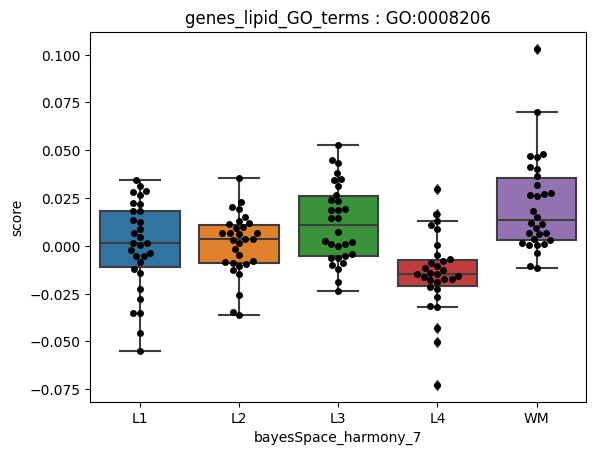 genes_lipid_GO_terms : GO:0008206
0.100
0.075
0.050
0.025
0.000
−0.025
−0.050
−0.075
score
L1 L2 L3 L4 WM
bayesSpace_harmony_7